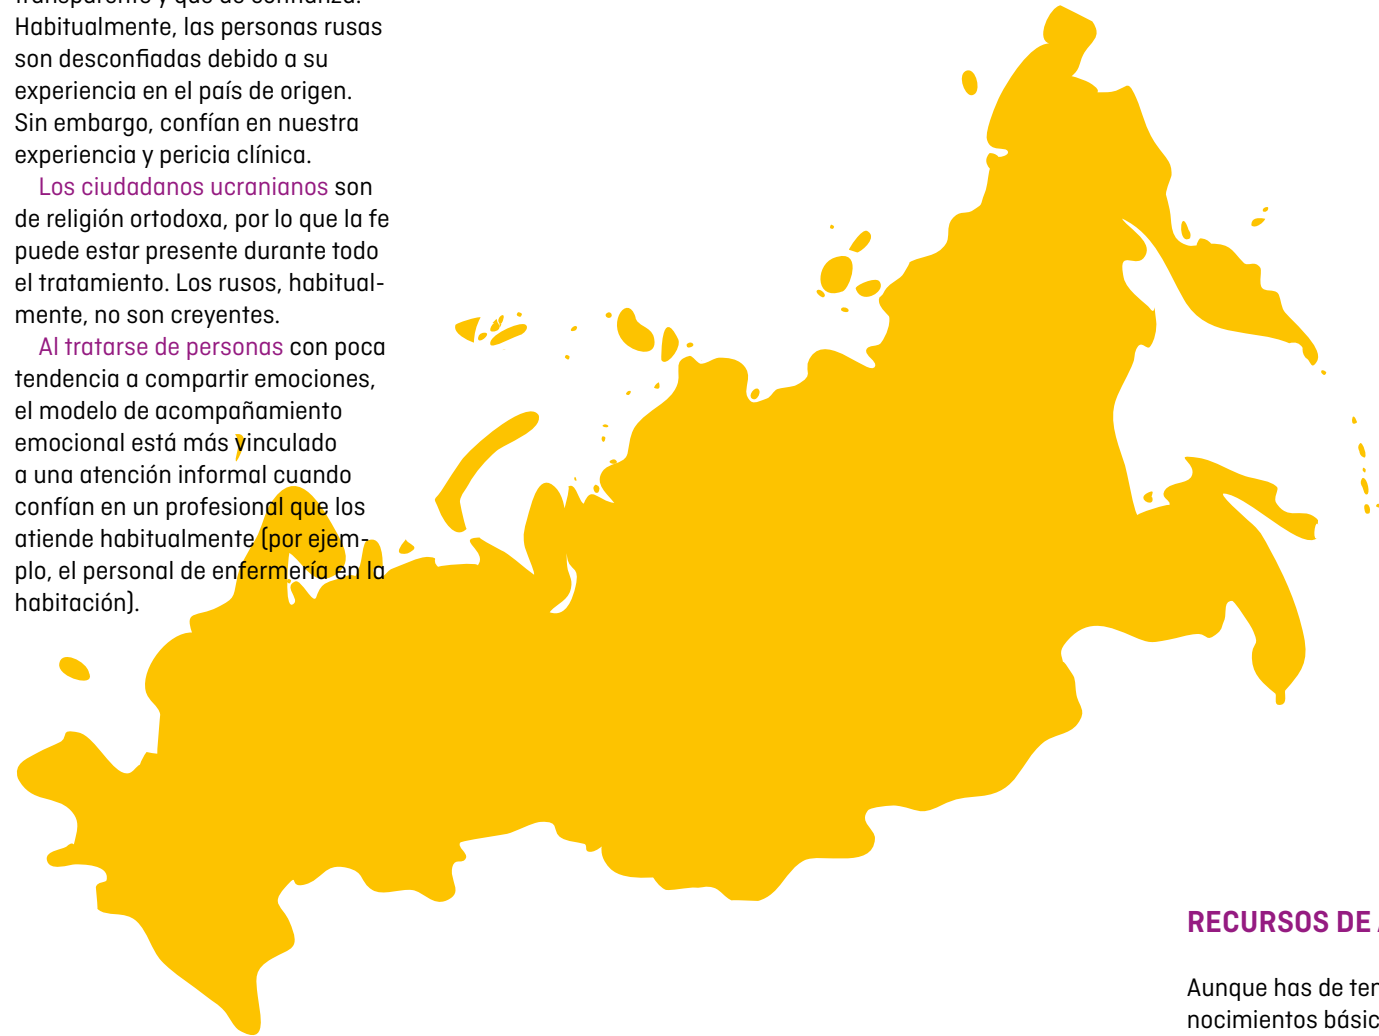 transparente y que dé confianza.
Habitualmente, las personas rusas
son desconfiadas debido a su
experiencia en el país de origen.
Sin embargo, confían en nuestra
experiencia y pericia clínica.
Los ciudadanos ucranianos son
de religión ortodoxa, por lo que la fe
puede estar presente durante todo
el tratamiento. Los rusos, habitual-
mente, no son creyentes.
Al tratarse de personas con poca
tendencia a compartir emociones,
el modelo de acompañamiento
emocional está más vinculado
a una atención informal cuando
confían en un profesional que los
atiende habitualmente (por ejem-
plo, el personal de enfermería en la
habitación).
RECURSOS DE
Aunque has de ten
nocimientos básic